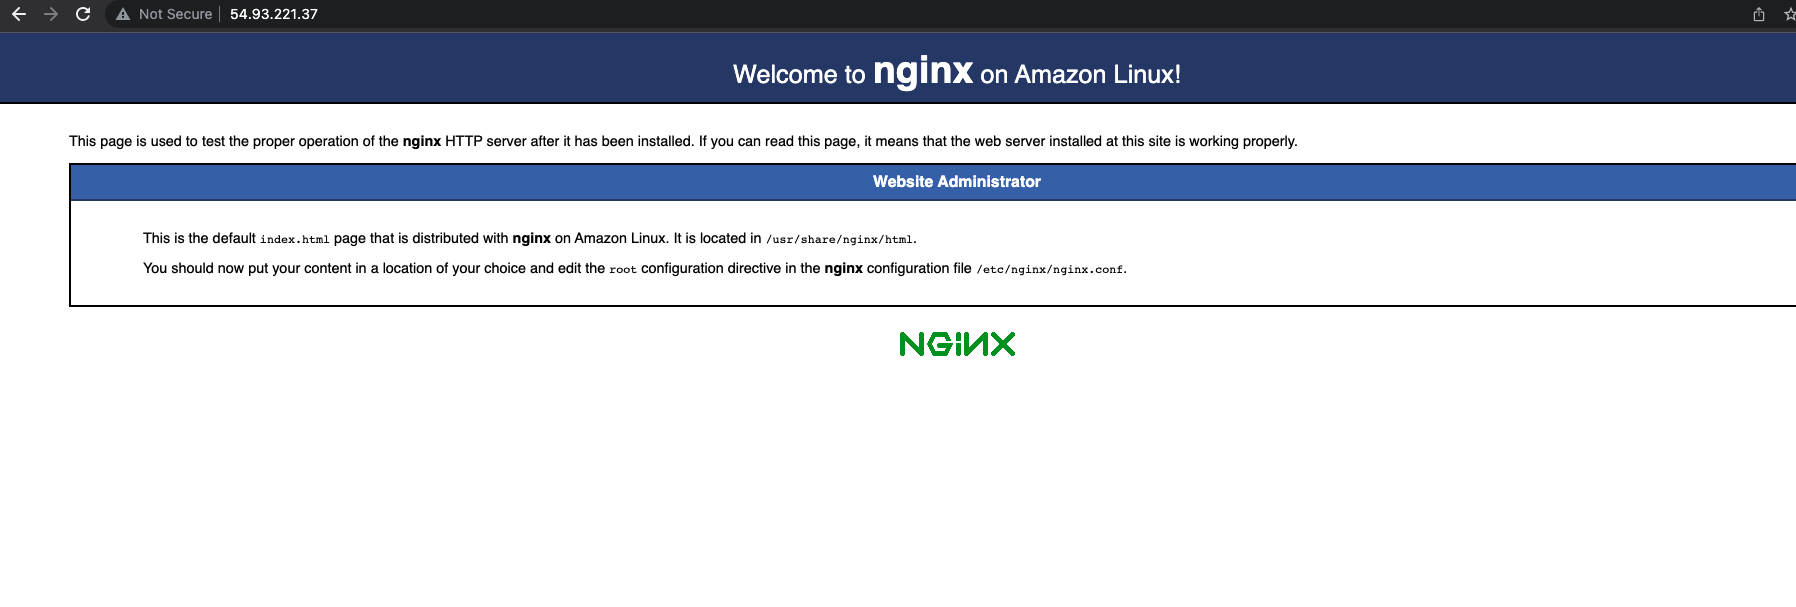 Not Secure | 54.93.221.37
Welcome to nginx on Amazon Linux!
This page is used to test the proper operation of the nginx HTTP server after it has been installed. If you can read this page, it means that the web server installed at this site is working properly.
Website Administrator
This is the default index.html page that is distributed with nginx on Amazon Linux. It is located in /usr/share/nginx/html.
You should now put your content in a location of your choice and edit the root configuration directive in the nginx configuration file /etc/nginx/nginx.conf.
NGINX